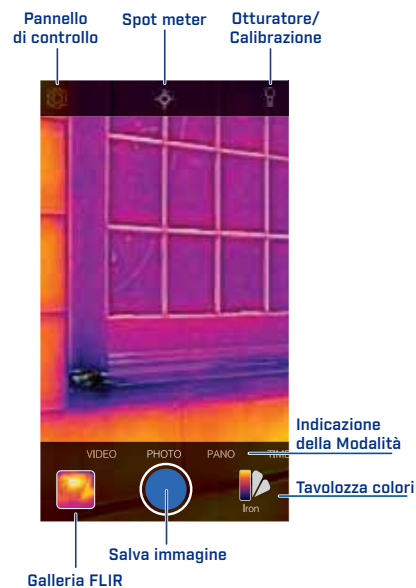 Pannello
di controllo
Spot meter
Otturatore/
Calibrazione
VIDEO
PHOTO
PANO
TIME
Indicazione
della Modalità
Iron
Tavolozza colori
Salva immagine
Galleria FLIR